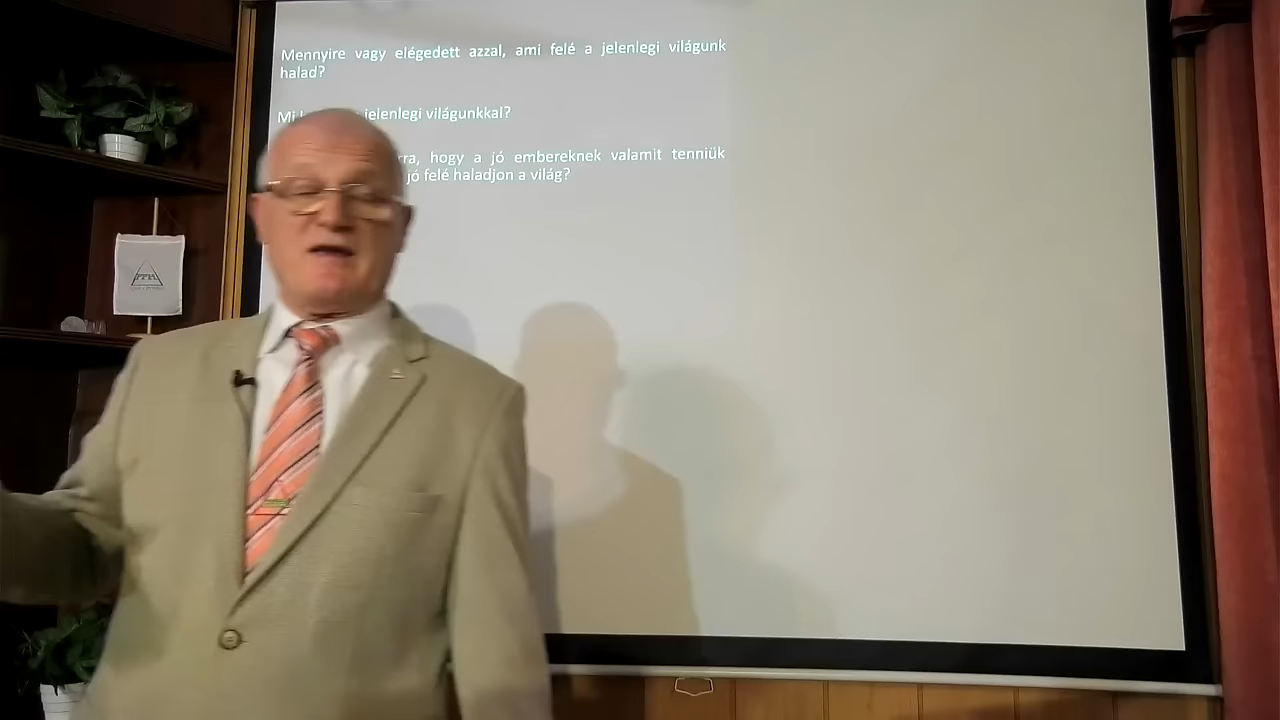 Mennyire vagy elégedett azzal, ami felé a jelenlegi világunk
halad?
Mi jelenlegi világunkkal?
hogy a jó embereknek valamit tenniük
jó felé haladjon a világ?